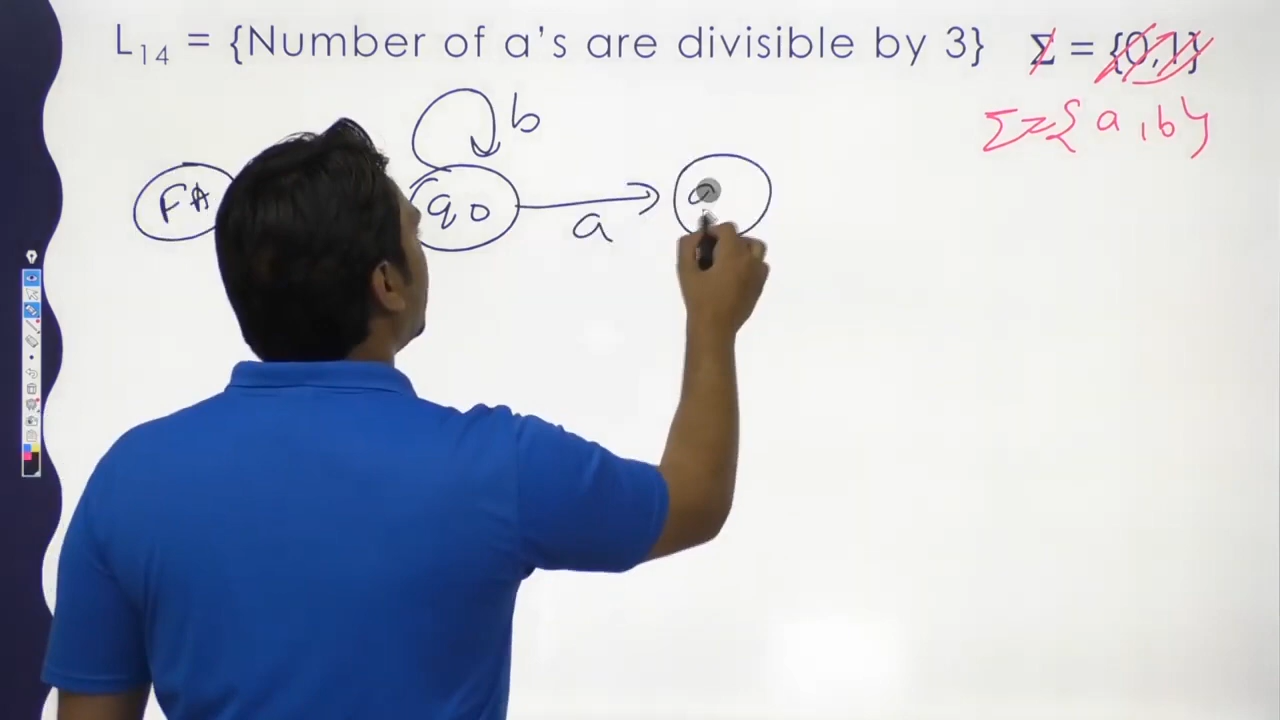 L₁₄ = {Number of a's are divisible by 3} Σ = {0,1}
Σ={a,b}
b
FA q0
a